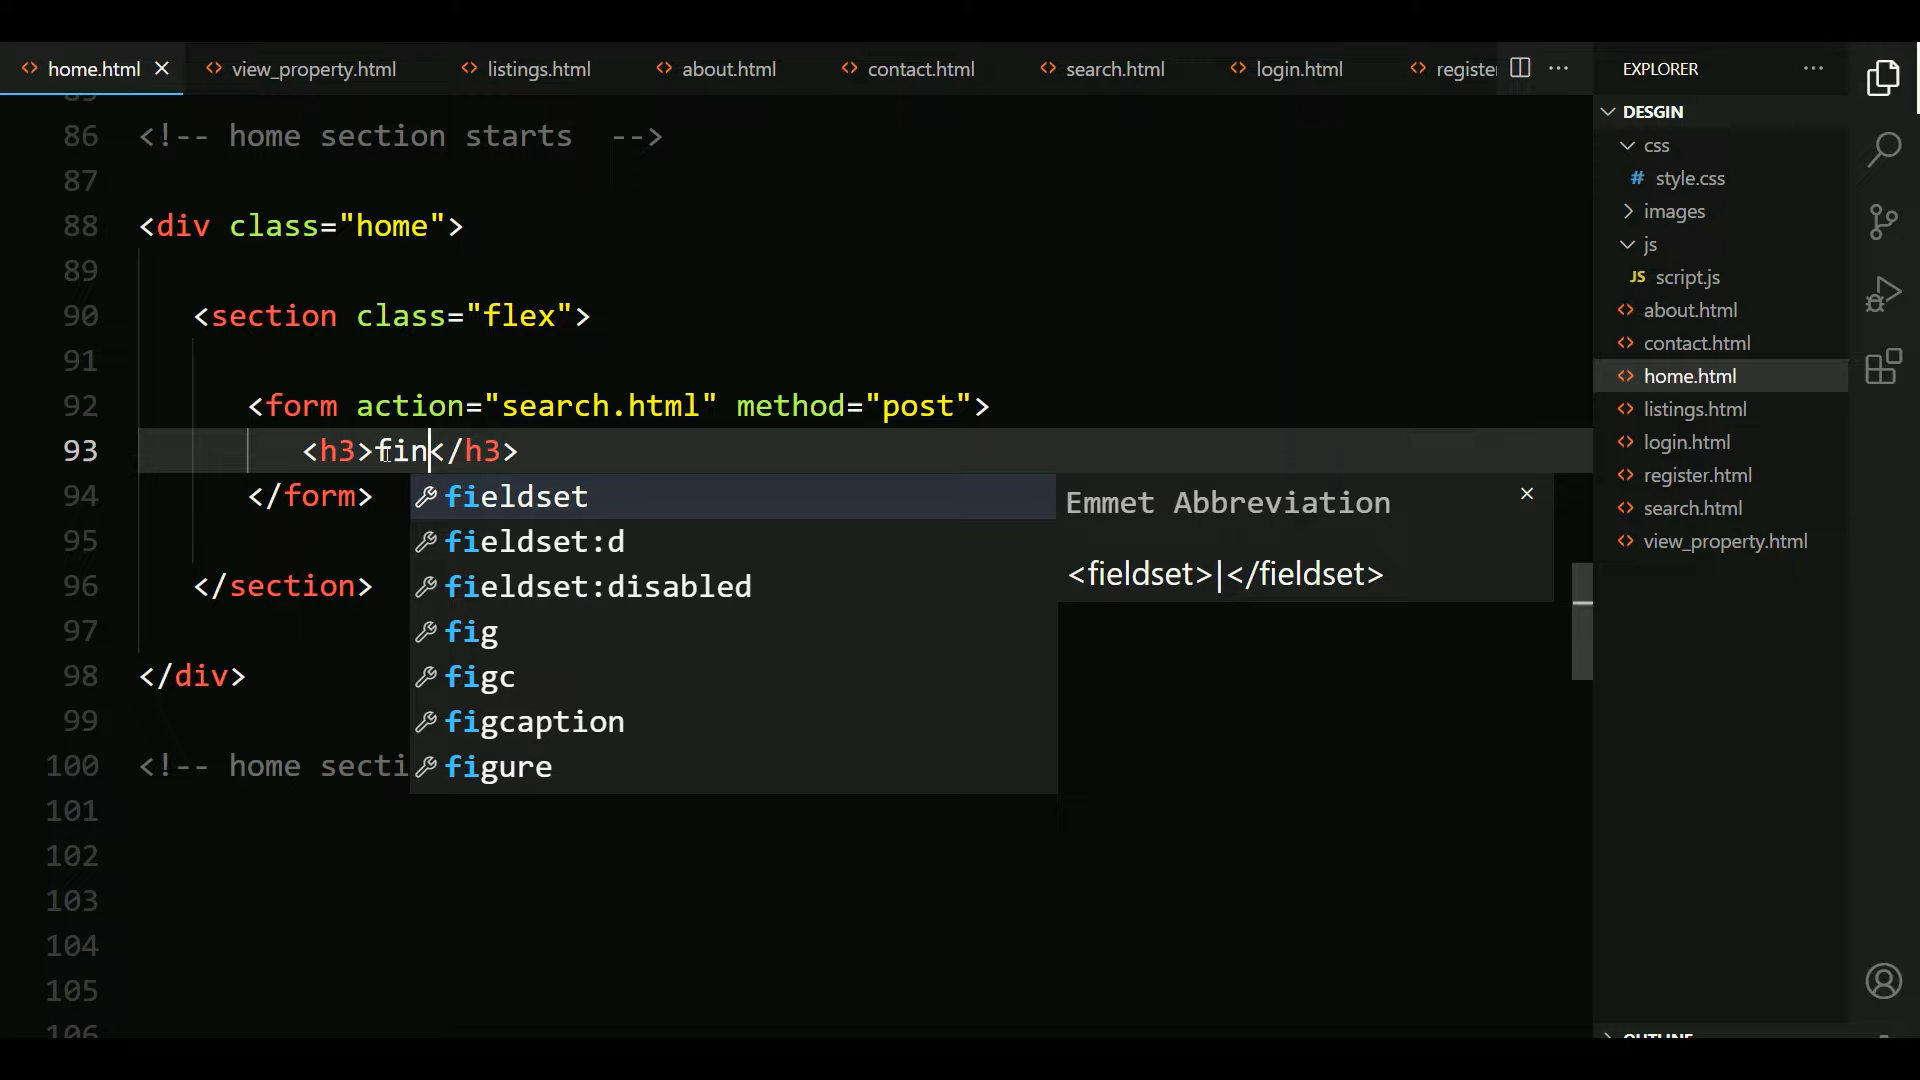 home.html
view_property.html
listings.html
about.html
contact.html
search.html
login.html
registe
EXPLORER
86 <!-- home section starts  -->
87
88 <div class="home">
89
90 <section class="flex">
91
92 <form action="search.html" method="post">
93 <h3>fin</h3>
94 </form>
95
96 </section>
97
98 </div>
99
100 <!-- home secti
101
102
103
104
105
106
fieldset
fieldset:d
fieldset:disabled
fig
figc
figcaption
figure
Emmet Abbreviation
<fieldset>|</fieldset>
DESGIN
css
# style.css
images
js
JS script.js
about.html
contact.html
home.html
listings.html
login.html
register.html
search.html
view_property.html
OUTLINE